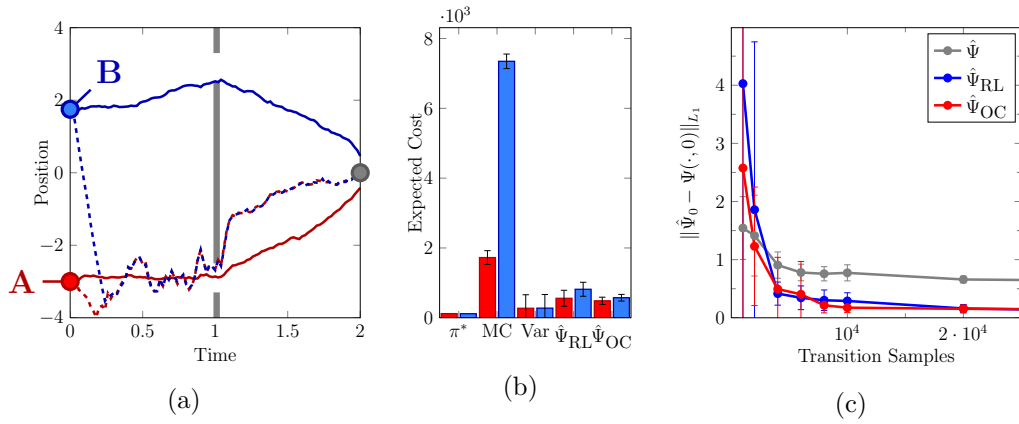 4
2
0
−2
−4
Position
B
A
0
0.5
1
1.5
2
Time
(a)
·10³
8
6
4
2
0
Expected Cost
π* MC Var Ψ̂RL Ψ̂OC
(b)
‖Ψ̂₀ − Ψ(·, 0)‖L₁
4
3
2
1
0
Ψ̂
Ψ̂RL
Ψ̂OC
10⁴
2 · 10⁴
Transition Samples
(c)